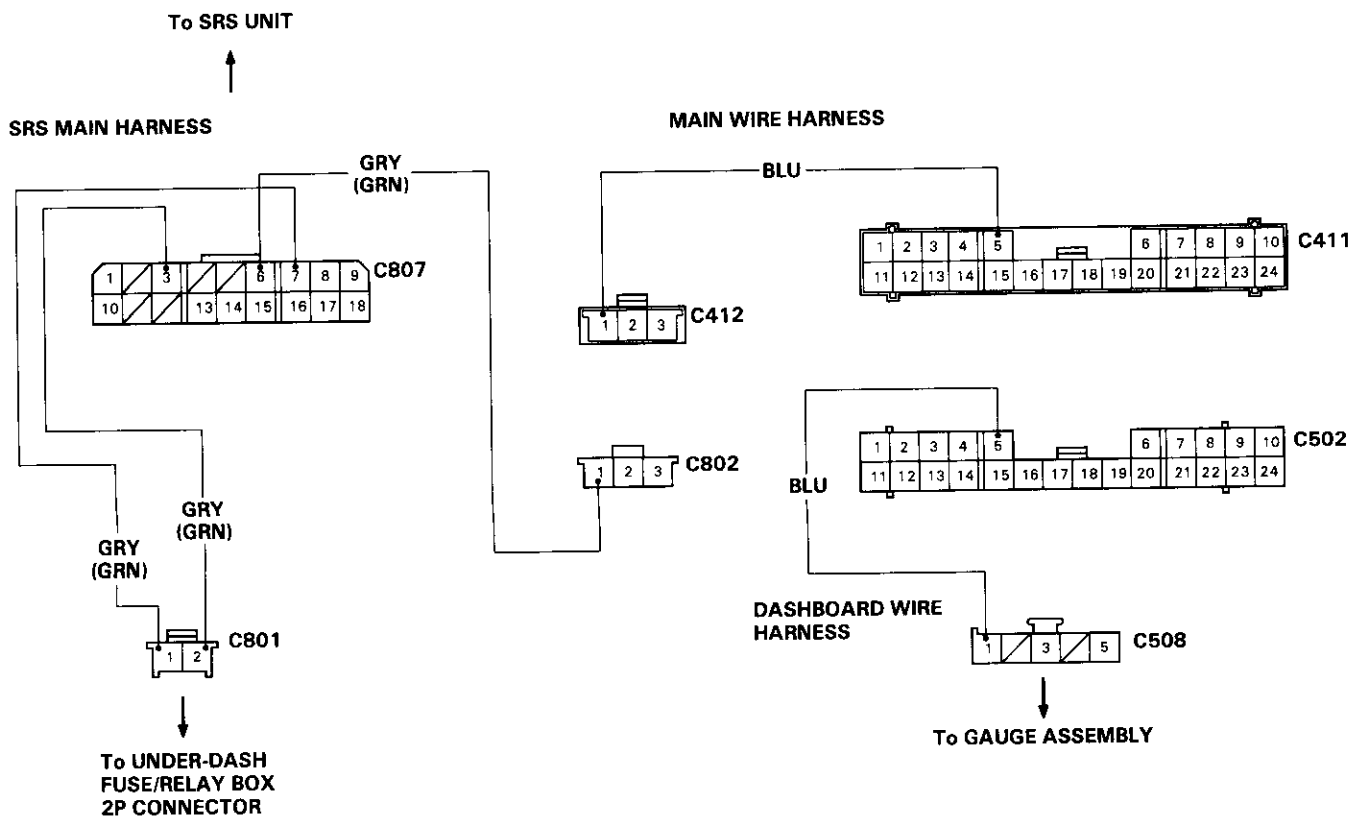 To SRS UNIT
SRS MAIN HARNESS
MAIN WIRE HARNESS
GRY
(GRN)
BLU
1 3 6 7 8 9
10 13 14 15 16 17 18
C807
1 2 3 4 5 6 7 8 9 10
11 12 13 14 15 16 17 18 19 20 21 22 23 24
C411
1 2 3
C412
1 2 3
C802
1 2 3 4 5 6 7 8 9 10
11 12 13 14 15 16 17 18 19 20 21 22 23 24
C502
BLU
GRY
(GRN)
GRY
(GRN)
1 2
C801
DASHBOARD WIRE
HARNESS
1 3 5
C508
To UNDER-DASH
FUSE/RELAY BOX
2P CONNECTOR
To GAUGE ASSEMBLY